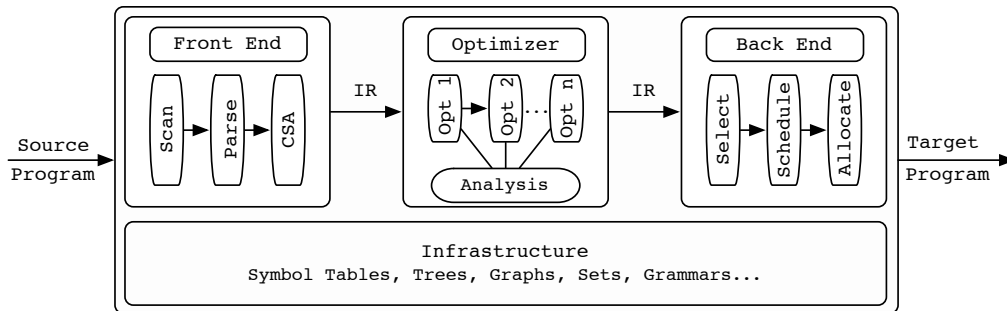 Front End
Scan
Parse
CSA
IR
Optimizer
Opt 1
Opt 2
...
Opt n
Analysis
IR
Back End
Select
Schedule
Allocate
Source
Program
Target
Program
Infrastructure
Symbol Tables, Trees, Graphs, Sets, Grammars...